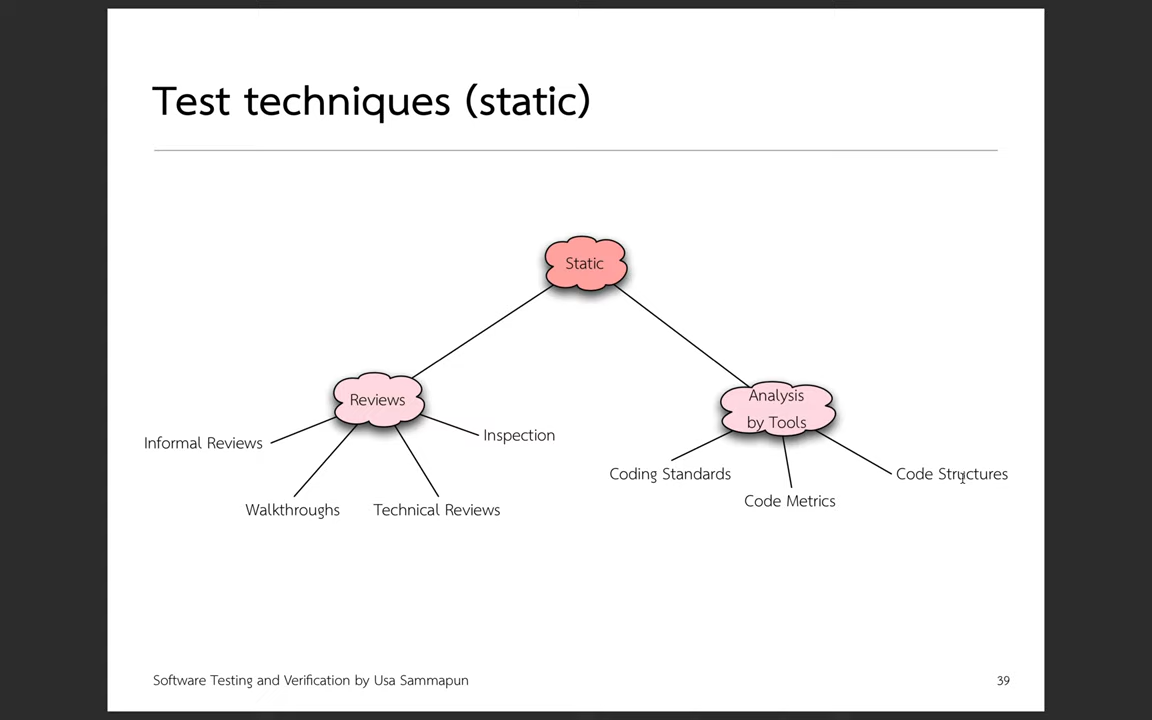 Test techniques (static)
Static
Reviews
Analysis
by Tools
Informal Reviews
Inspection
Walkthroughs
Technical Reviews
Coding Standards
Code Metrics
Code Structures
Software Testing and Verification by Usa Sammapun
39